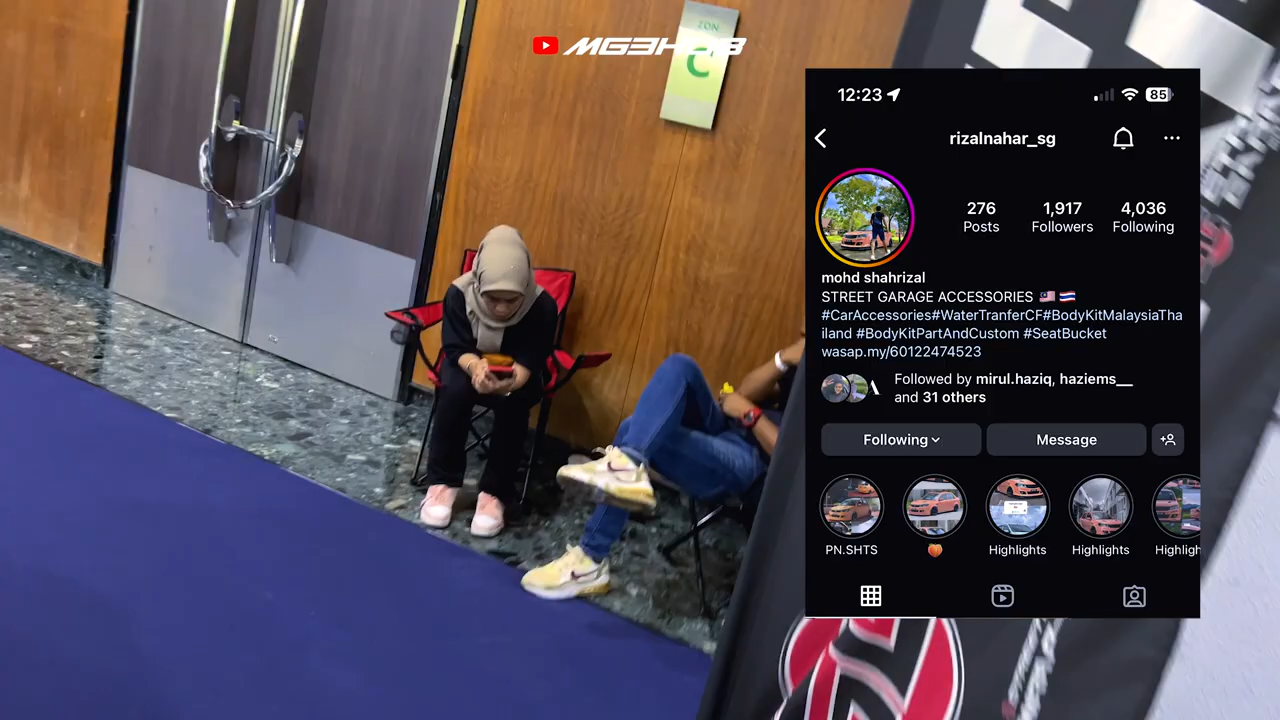 ZON
C
MG3HUB
12:23
85
rizalnahar_sg
276
Posts
1,917
Followers
4,036
Following
mohd shahrizal
STREET GARAGE ACCESSORIES 🇲🇾 🇹🇭
#CarAccessories#WaterTranferCF#BodyKitMalaysiaTha
iland #BodyKitPartAndCustom #SeatBucket
wasap.my/60122474523
Followed by mirul.haziq, haziems__
and 31 others
Following
Message
PN.SHTS
🍑
Highlights
Highlights
Highligh